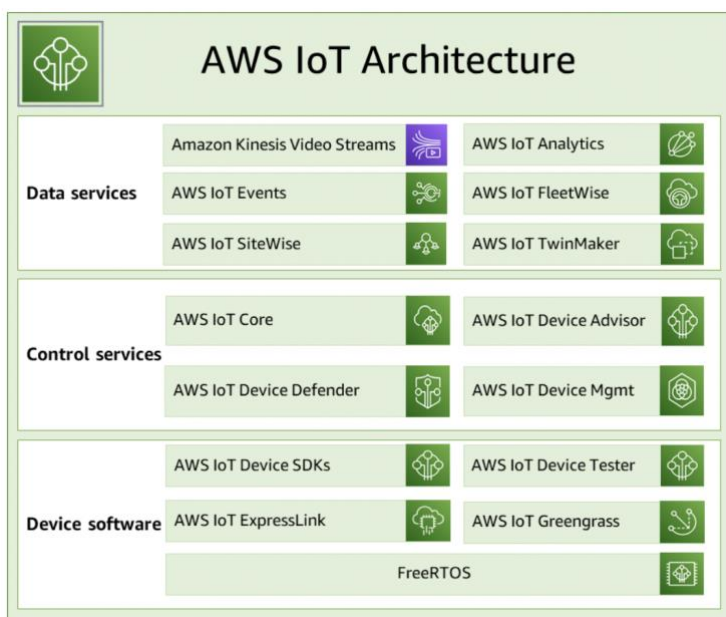 AWS IoT Architecture
Data services
Amazon Kinesis Video Streams
AWS IoT Analytics
AWS IoT Events
AWS IoT FleetWise
AWS IoT SiteWise
AWS IoT TwinMaker
Control services
AWS IoT Core
AWS IoT Device Advisor
AWS IoT Device Defender
AWS IoT Device Mgmt
Device software
AWS IoT Device SDKs
AWS IoT Device Tester
AWS IoT ExpressLink
AWS IoT Greengrass
FreeRTOS